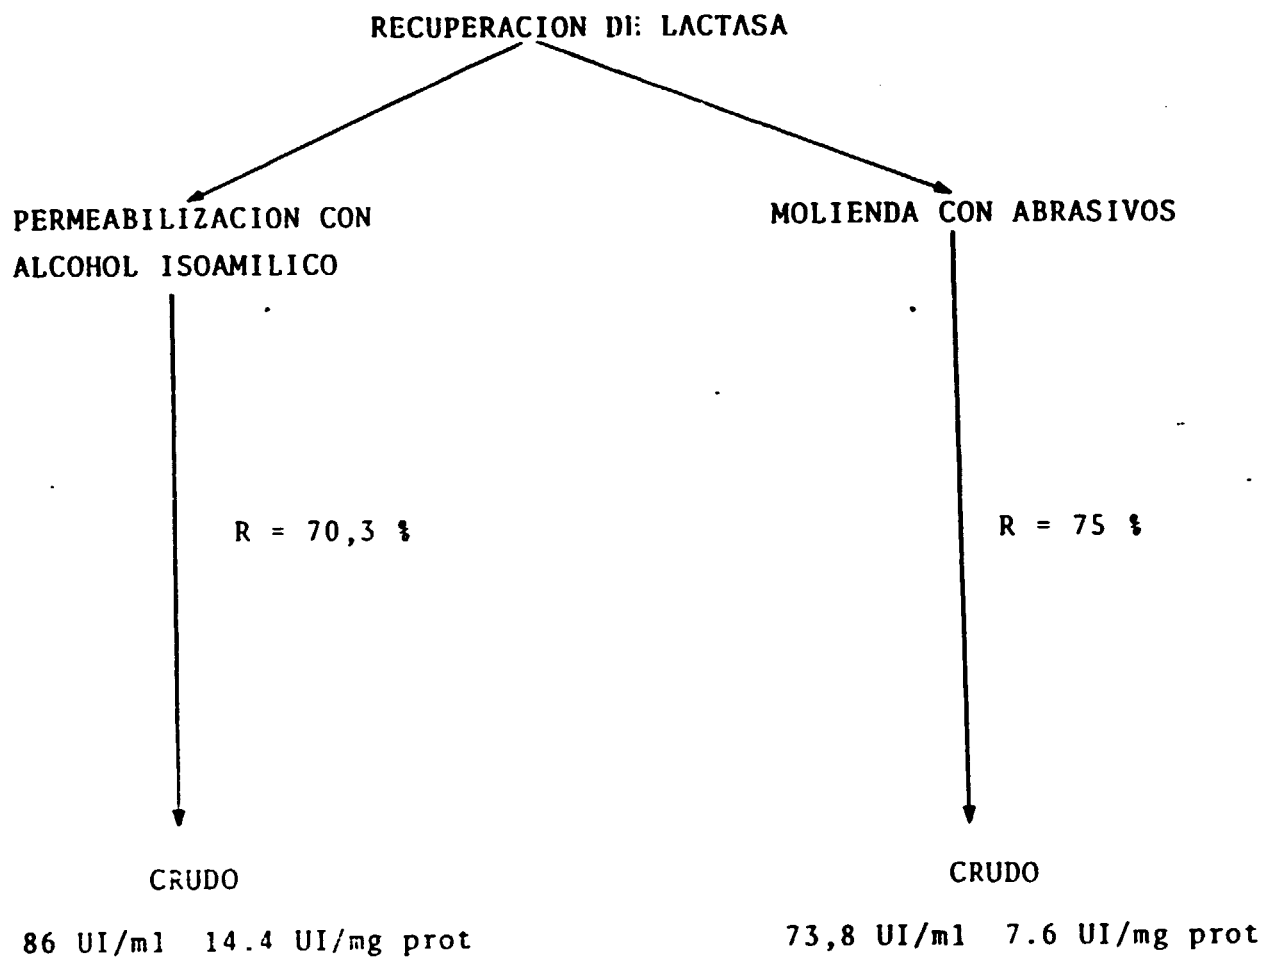 RECUPERACION DE LACTASA
PERMEABILIZACION CON
ALCOHOL ISOAMILICO
MOLIENDA CON ABRASIVOS
R = 70,3 %
R = 75 %
CRUDO
86 UI/ml 14.4 UI/mg prot
CRUDO
73,8 UI/ml 7.6 UI/mg prot